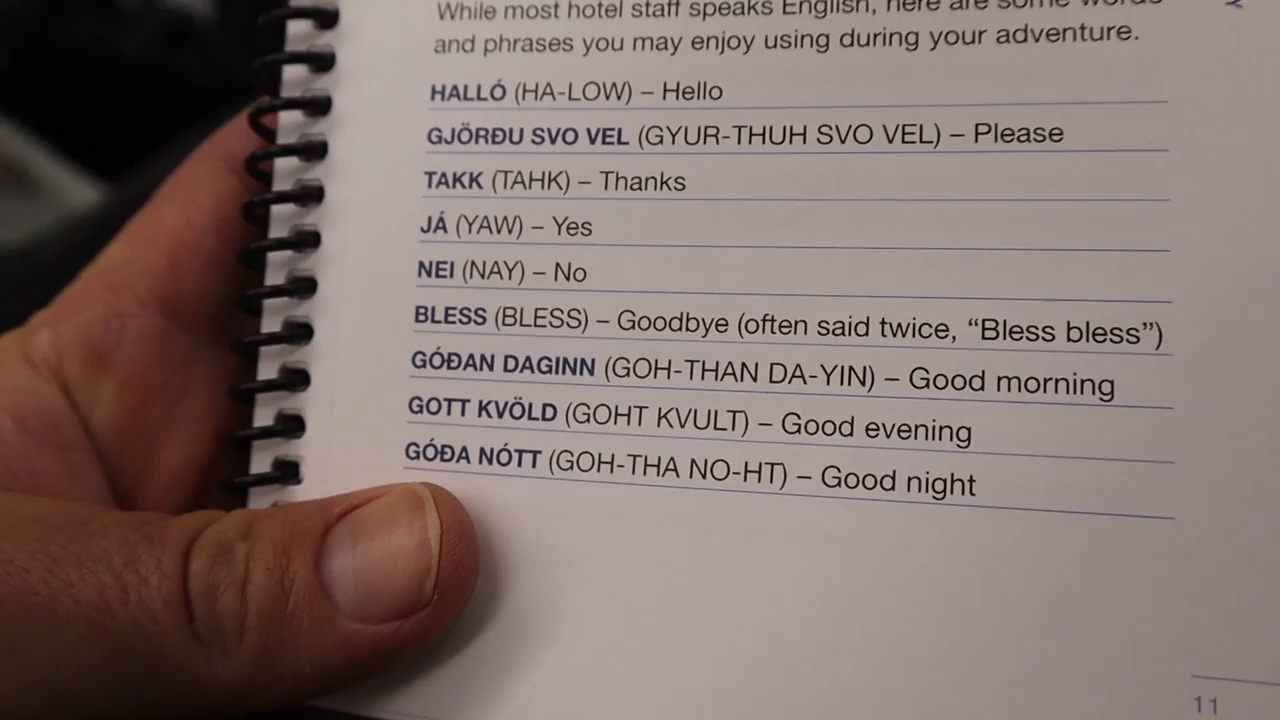 While most hotel staff speaks English, here are some words
and phrases you may enjoy using during your adventure.
HALLÓ (HA-LOW) – Hello
GJÖRÐU SVO VEL (GYUR-THUH SVO VEL) – Please
TAKK (TAHK) – Thanks
JÁ (YAW) – Yes
NEI (NAY) – No
BLESS (BLESS) – Goodbye (often said twice, “Bless bless”)
GÓÐAN DAGINN (GOH-THAN DA-YIN) – Good morning
GOTT KVÖLD (GOHT KVULT) – Good evening
GÓÐA NÓTT (GOH-THA NO-HT) – Good night
11